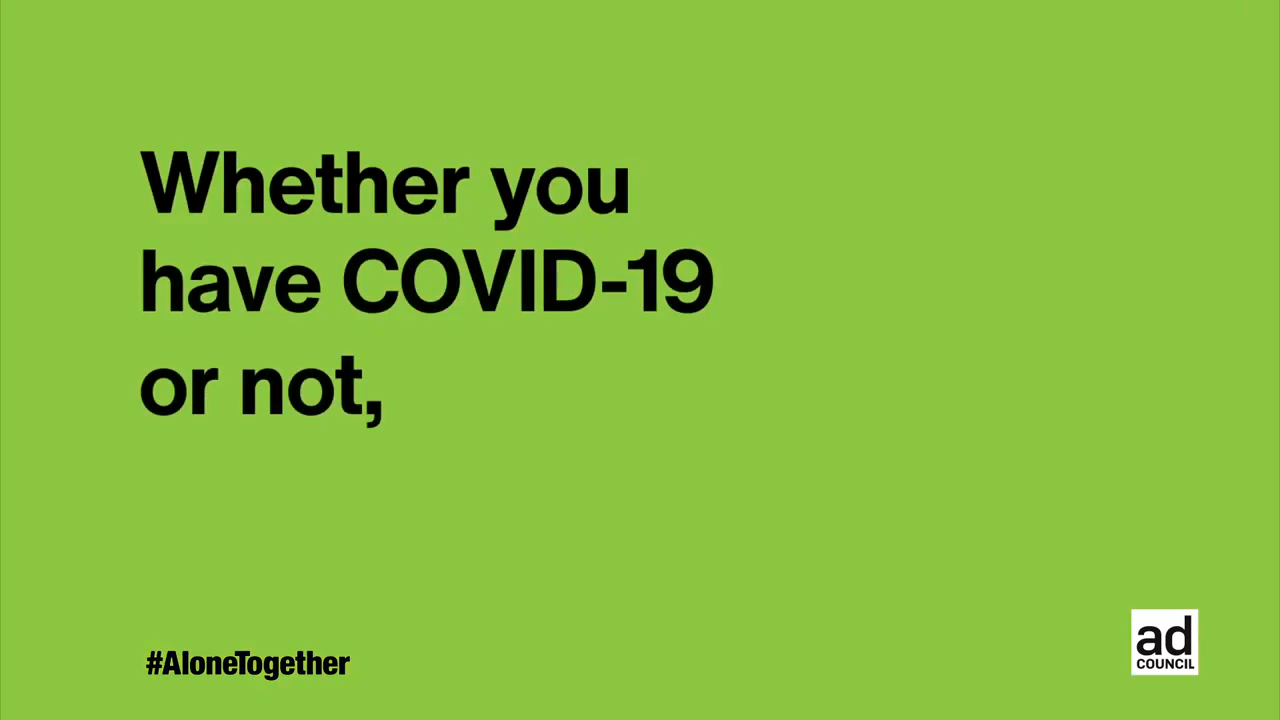 Whether you
have COVID-19
or not,
#AloneTogether
ad
COUNCIL